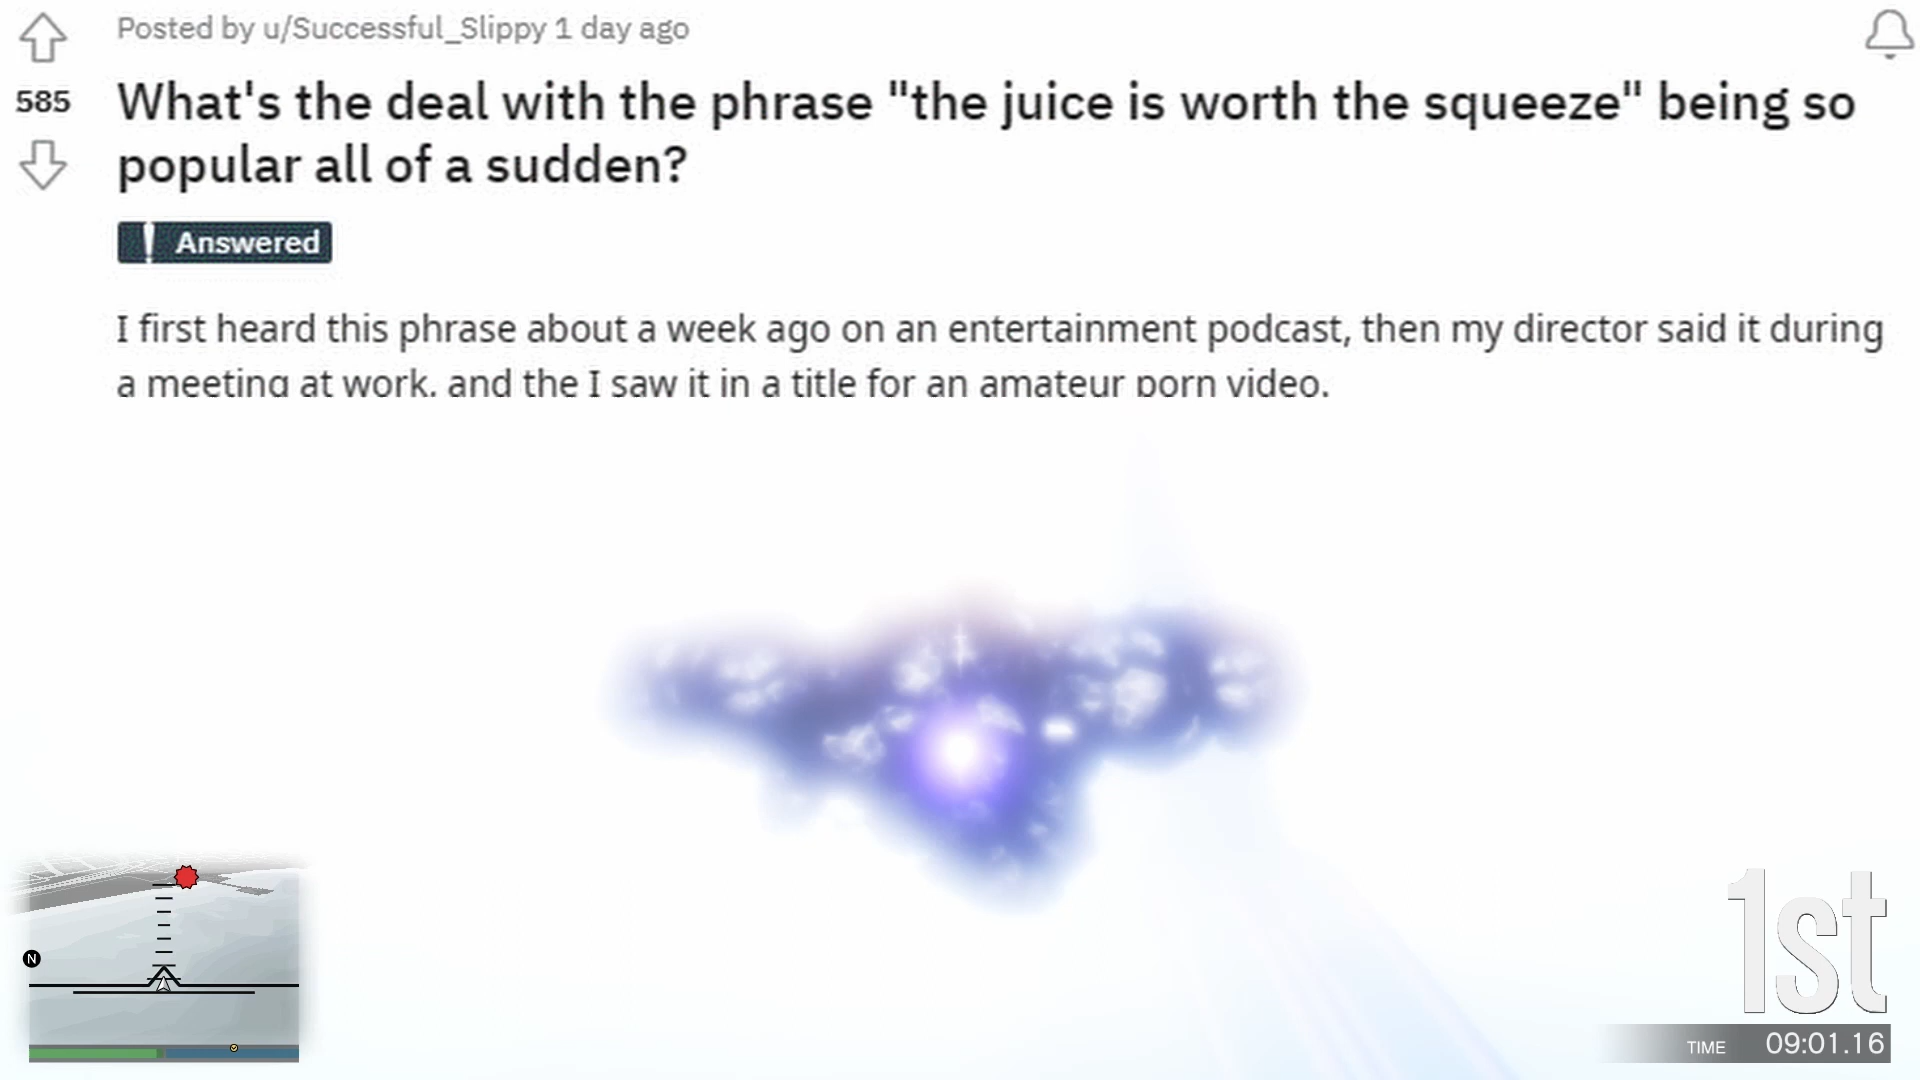 Posted by u/Successful_Slippy 1 day ago
585
What's the deal with the phrase "the juice is worth the squeeze" being so
popular all of a sudden?
Answered
I first heard this phrase about a week ago on an entertainment podcast, then my director said it during
a meeting at work. and the I saw it in a title for an amateur porn video.
N
1st
TIME 09:01.16